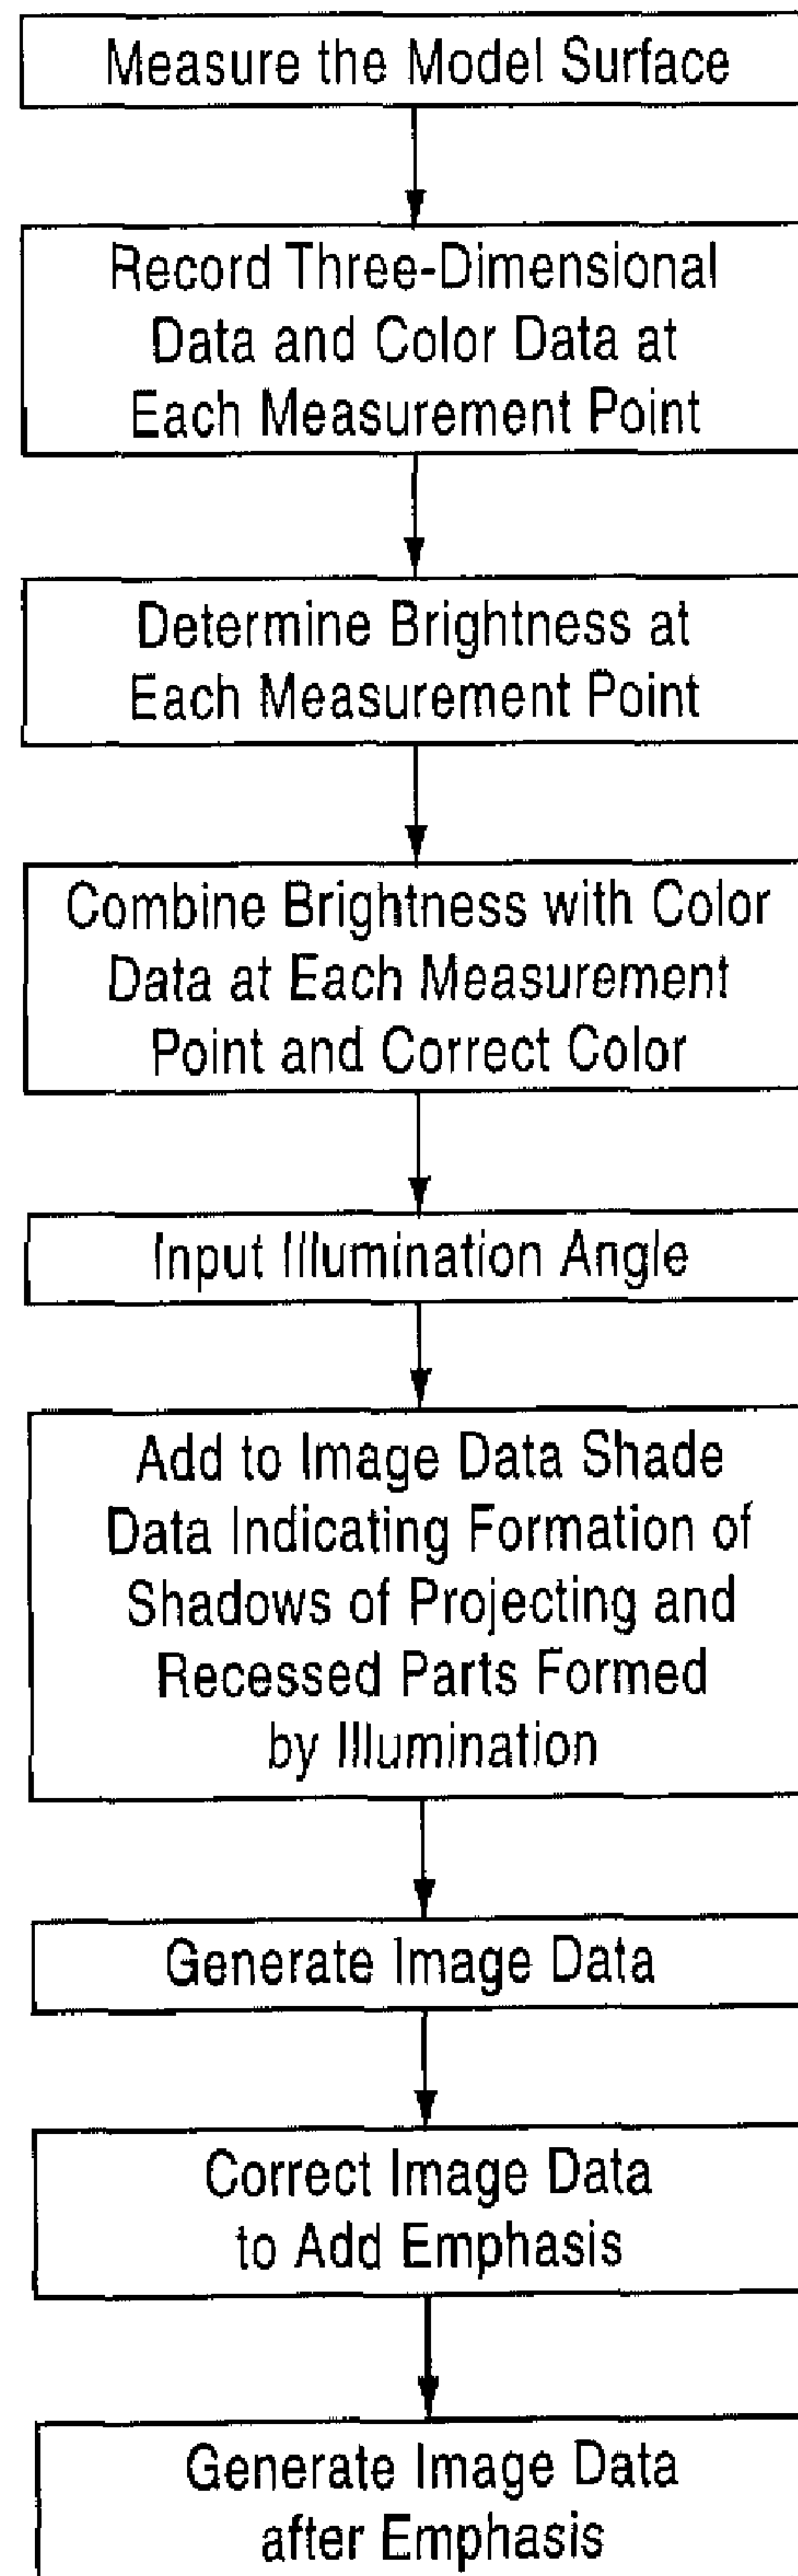 Measure the Model Surface
Record Three-Dimensional
Data and Color Data at
Each Measurement Point
Determine Brightness at
Each Measurement Point
Combine Brightness with Color
Data at Each Measurement
Point and Correct Color
Input Illumination Angle
Add to Image Data Shade
Data Indicating Formation of
Shadows of Projecting and
Recessed Parts Formed
by Illumination
Generate Image Data
Correct Image Data
to Add Emphasis
Generate Image Data
after Emphasis